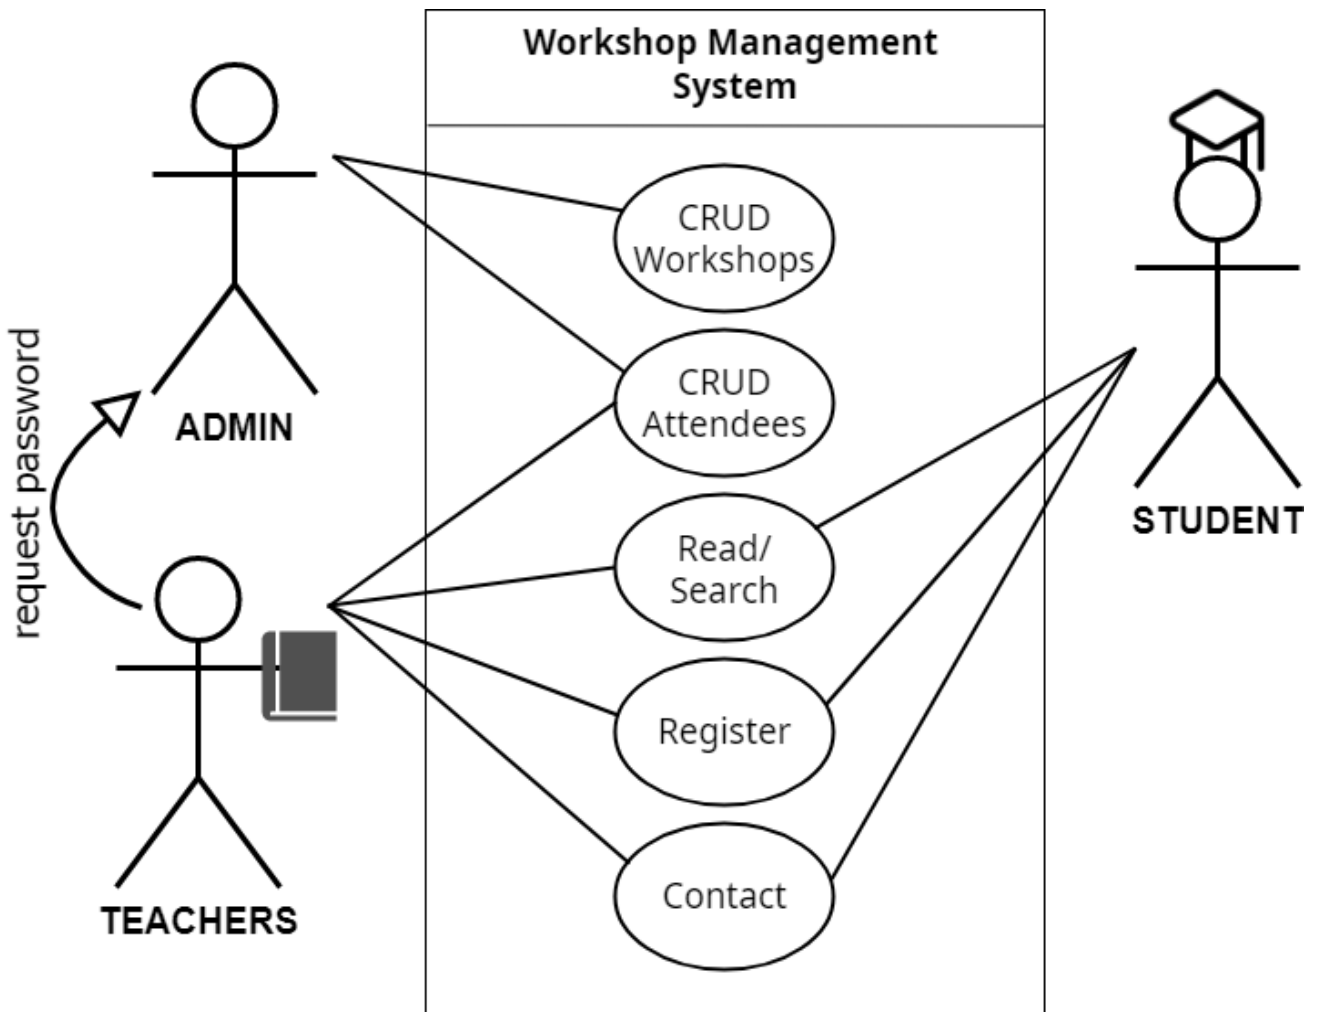 Workshop Management
System
CRUD
Workshops
CRUD
Attendees
Read/
Search
Register
Contact
ADMIN
request password
TEACHERS
STUDENT